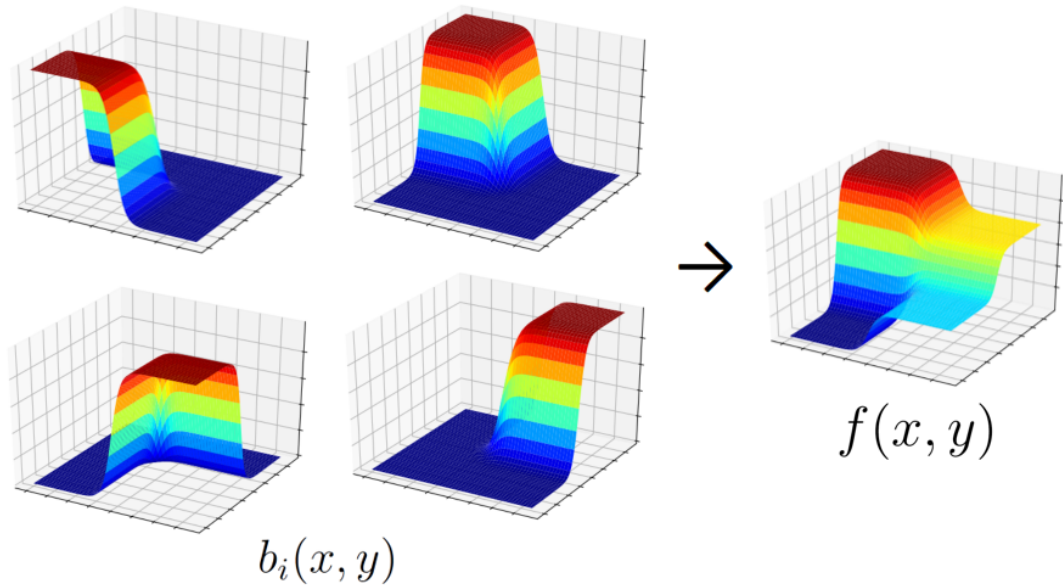 →
f(x, y)
b_i(x, y)